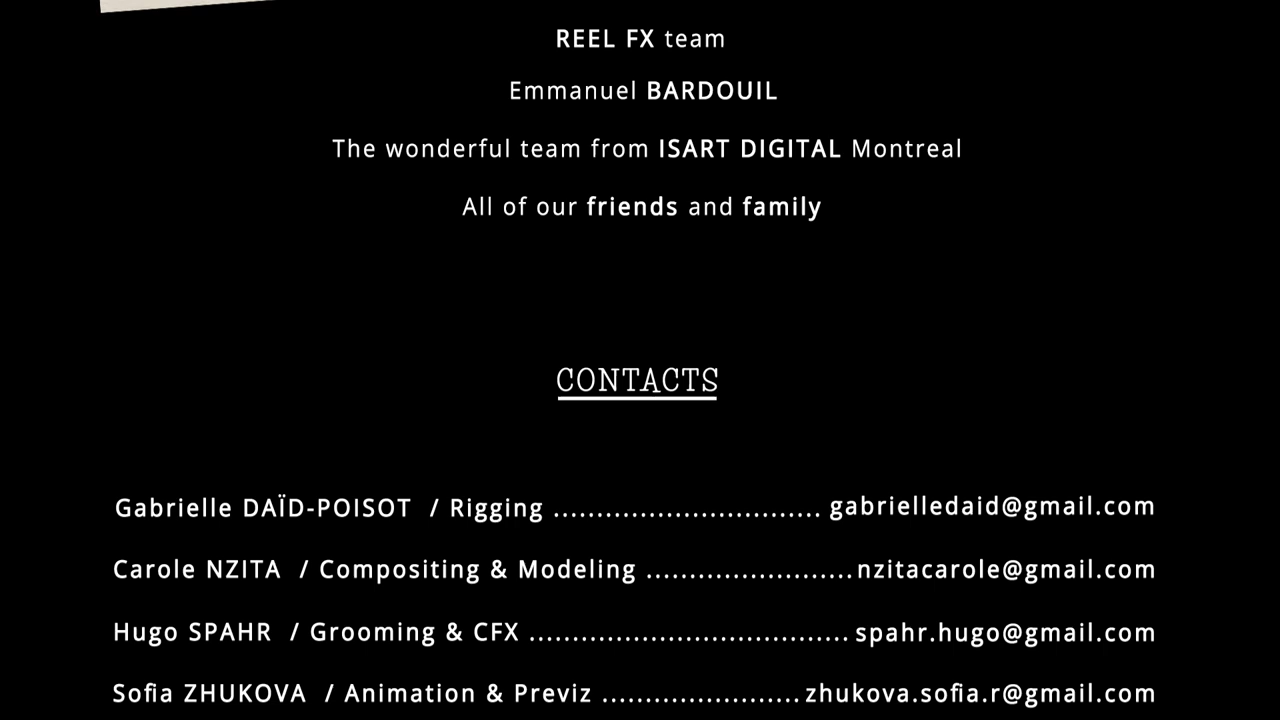 REEL FX team
Emmanuel BARDOUIL
The wonderful team from ISART DIGITAL Montreal
All of our friends and family
CONTACTS
Gabrielle DAÏD-POISOT / Rigging ............................... gabrielledaid@gmail.com
Carole NZITA / Compositing & Modeling ........................ nzitacarole@gmail.com
Hugo SPAHR / Grooming & CFX ..................................... spahr.hugo@gmail.com
Sofia ZHUKOVA / Animation & Previz ....................... zhukova.sofia.r@gmail.com